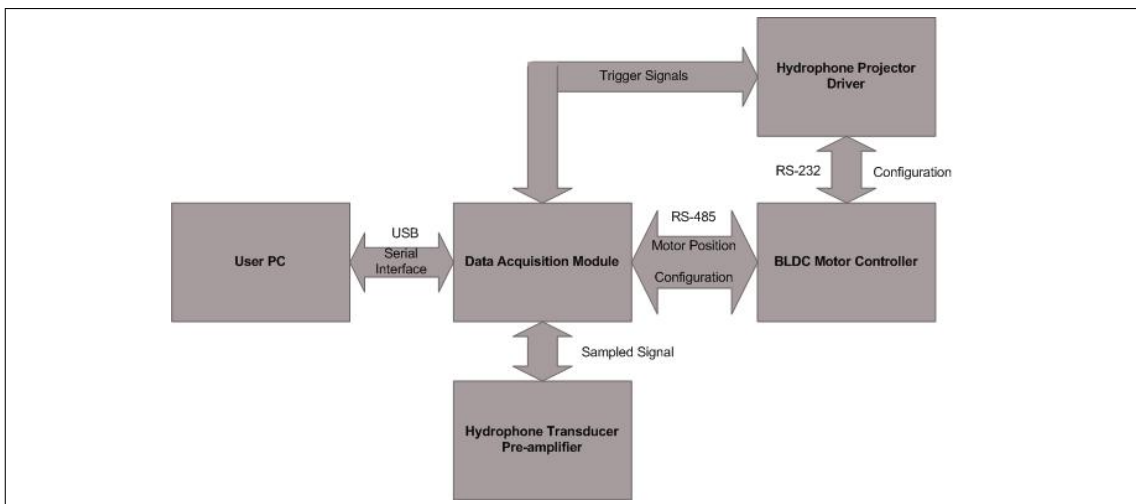 Trigger Signals
Hydrophone Projector
Driver
RS-232
Configuration
User PC
USB
Serial
Interface
Data Acquisition Module
RS-485
Motor Position
Configuration
BLDC Motor Controller
Sampled Signal
Hydrophone Transducer
Pre-amplifier